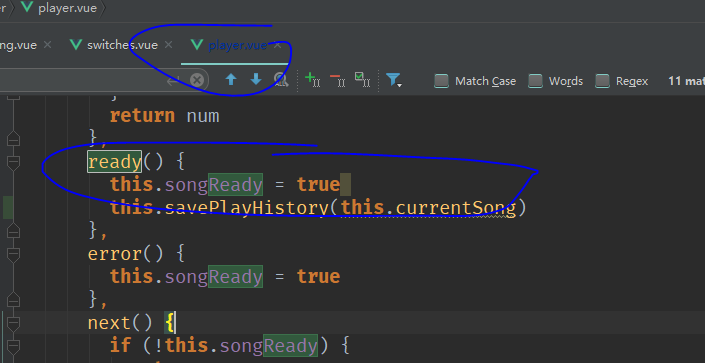 player.vue
ng.vue switches.vue player.vue
Match Case Words Regex 11 mat
}
return num
},
ready() {
this.songReady = true
this.savePlayHistory(this.currentSong)
},
error() {
this.songReady = true
},
next() {
if (!this.songReady) {